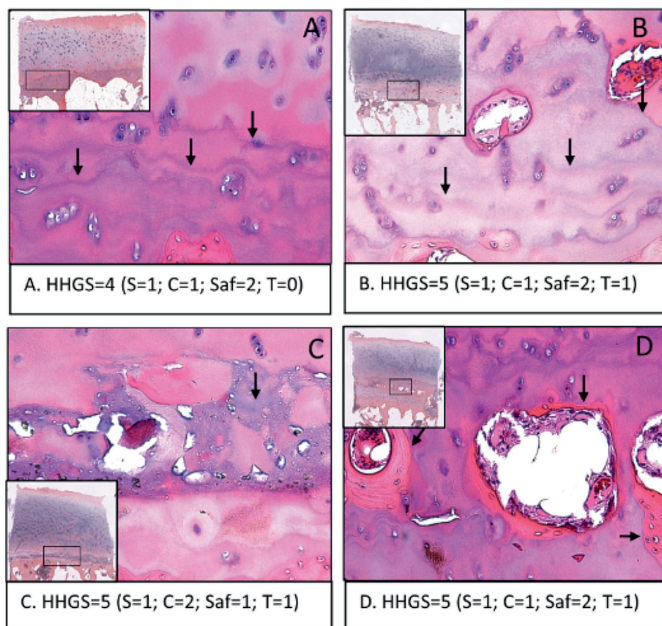 A
B
A. HHGS=4 (S=1; C=1; Saf=2; T=0)
B. HHGS=5 (S=1; C=1; Saf=2; T=1)
C
D
C. HHGS=5 (S=1; C=2; Saf=1; T=1)
D. HHGS=5 (S=1; C=1; Saf=2; T=1)